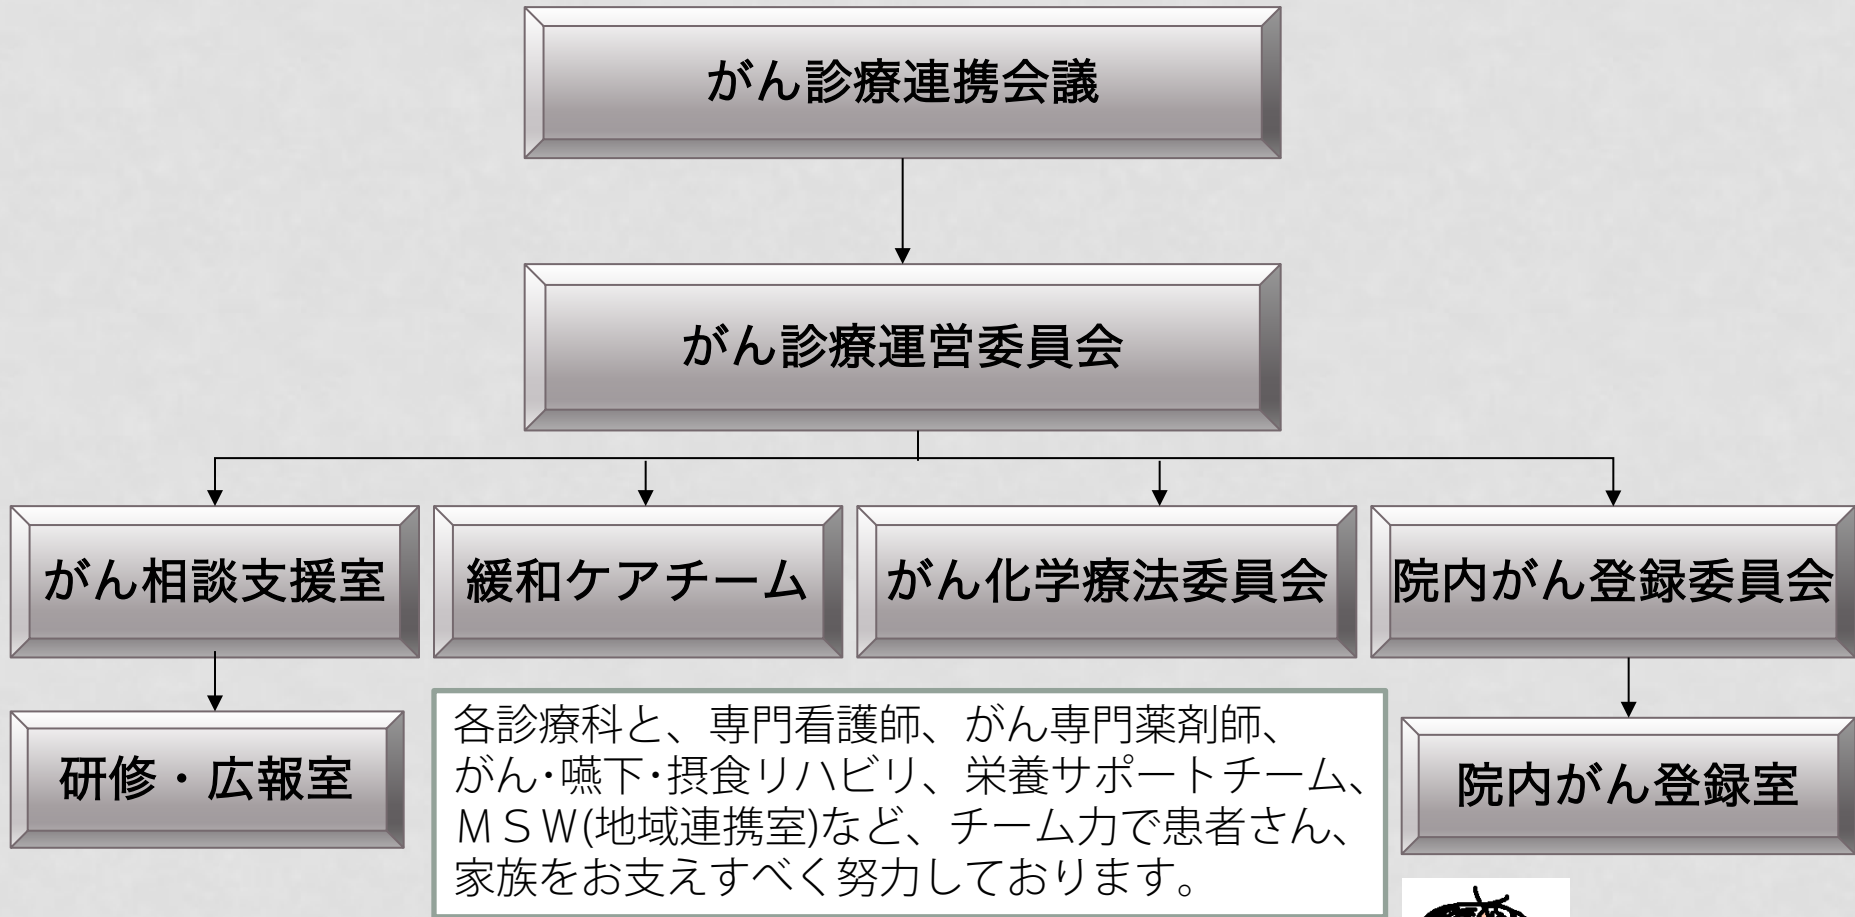 がん診療連携会議
がん診療運営委員会
がん相談支援室
緩和ケアチーム
がん化学療法委員会
院内がん登録委員会
研修・広報室
各診療科と、専門看護師、がん専門薬剤師、
がん･嚥下･摂食リハビリ、栄養サポートチーム、
ＭＳＷ(地域連携室)など、チーム力で患者さん、
家族をお支えすべく努力しております。
院内がん登録室